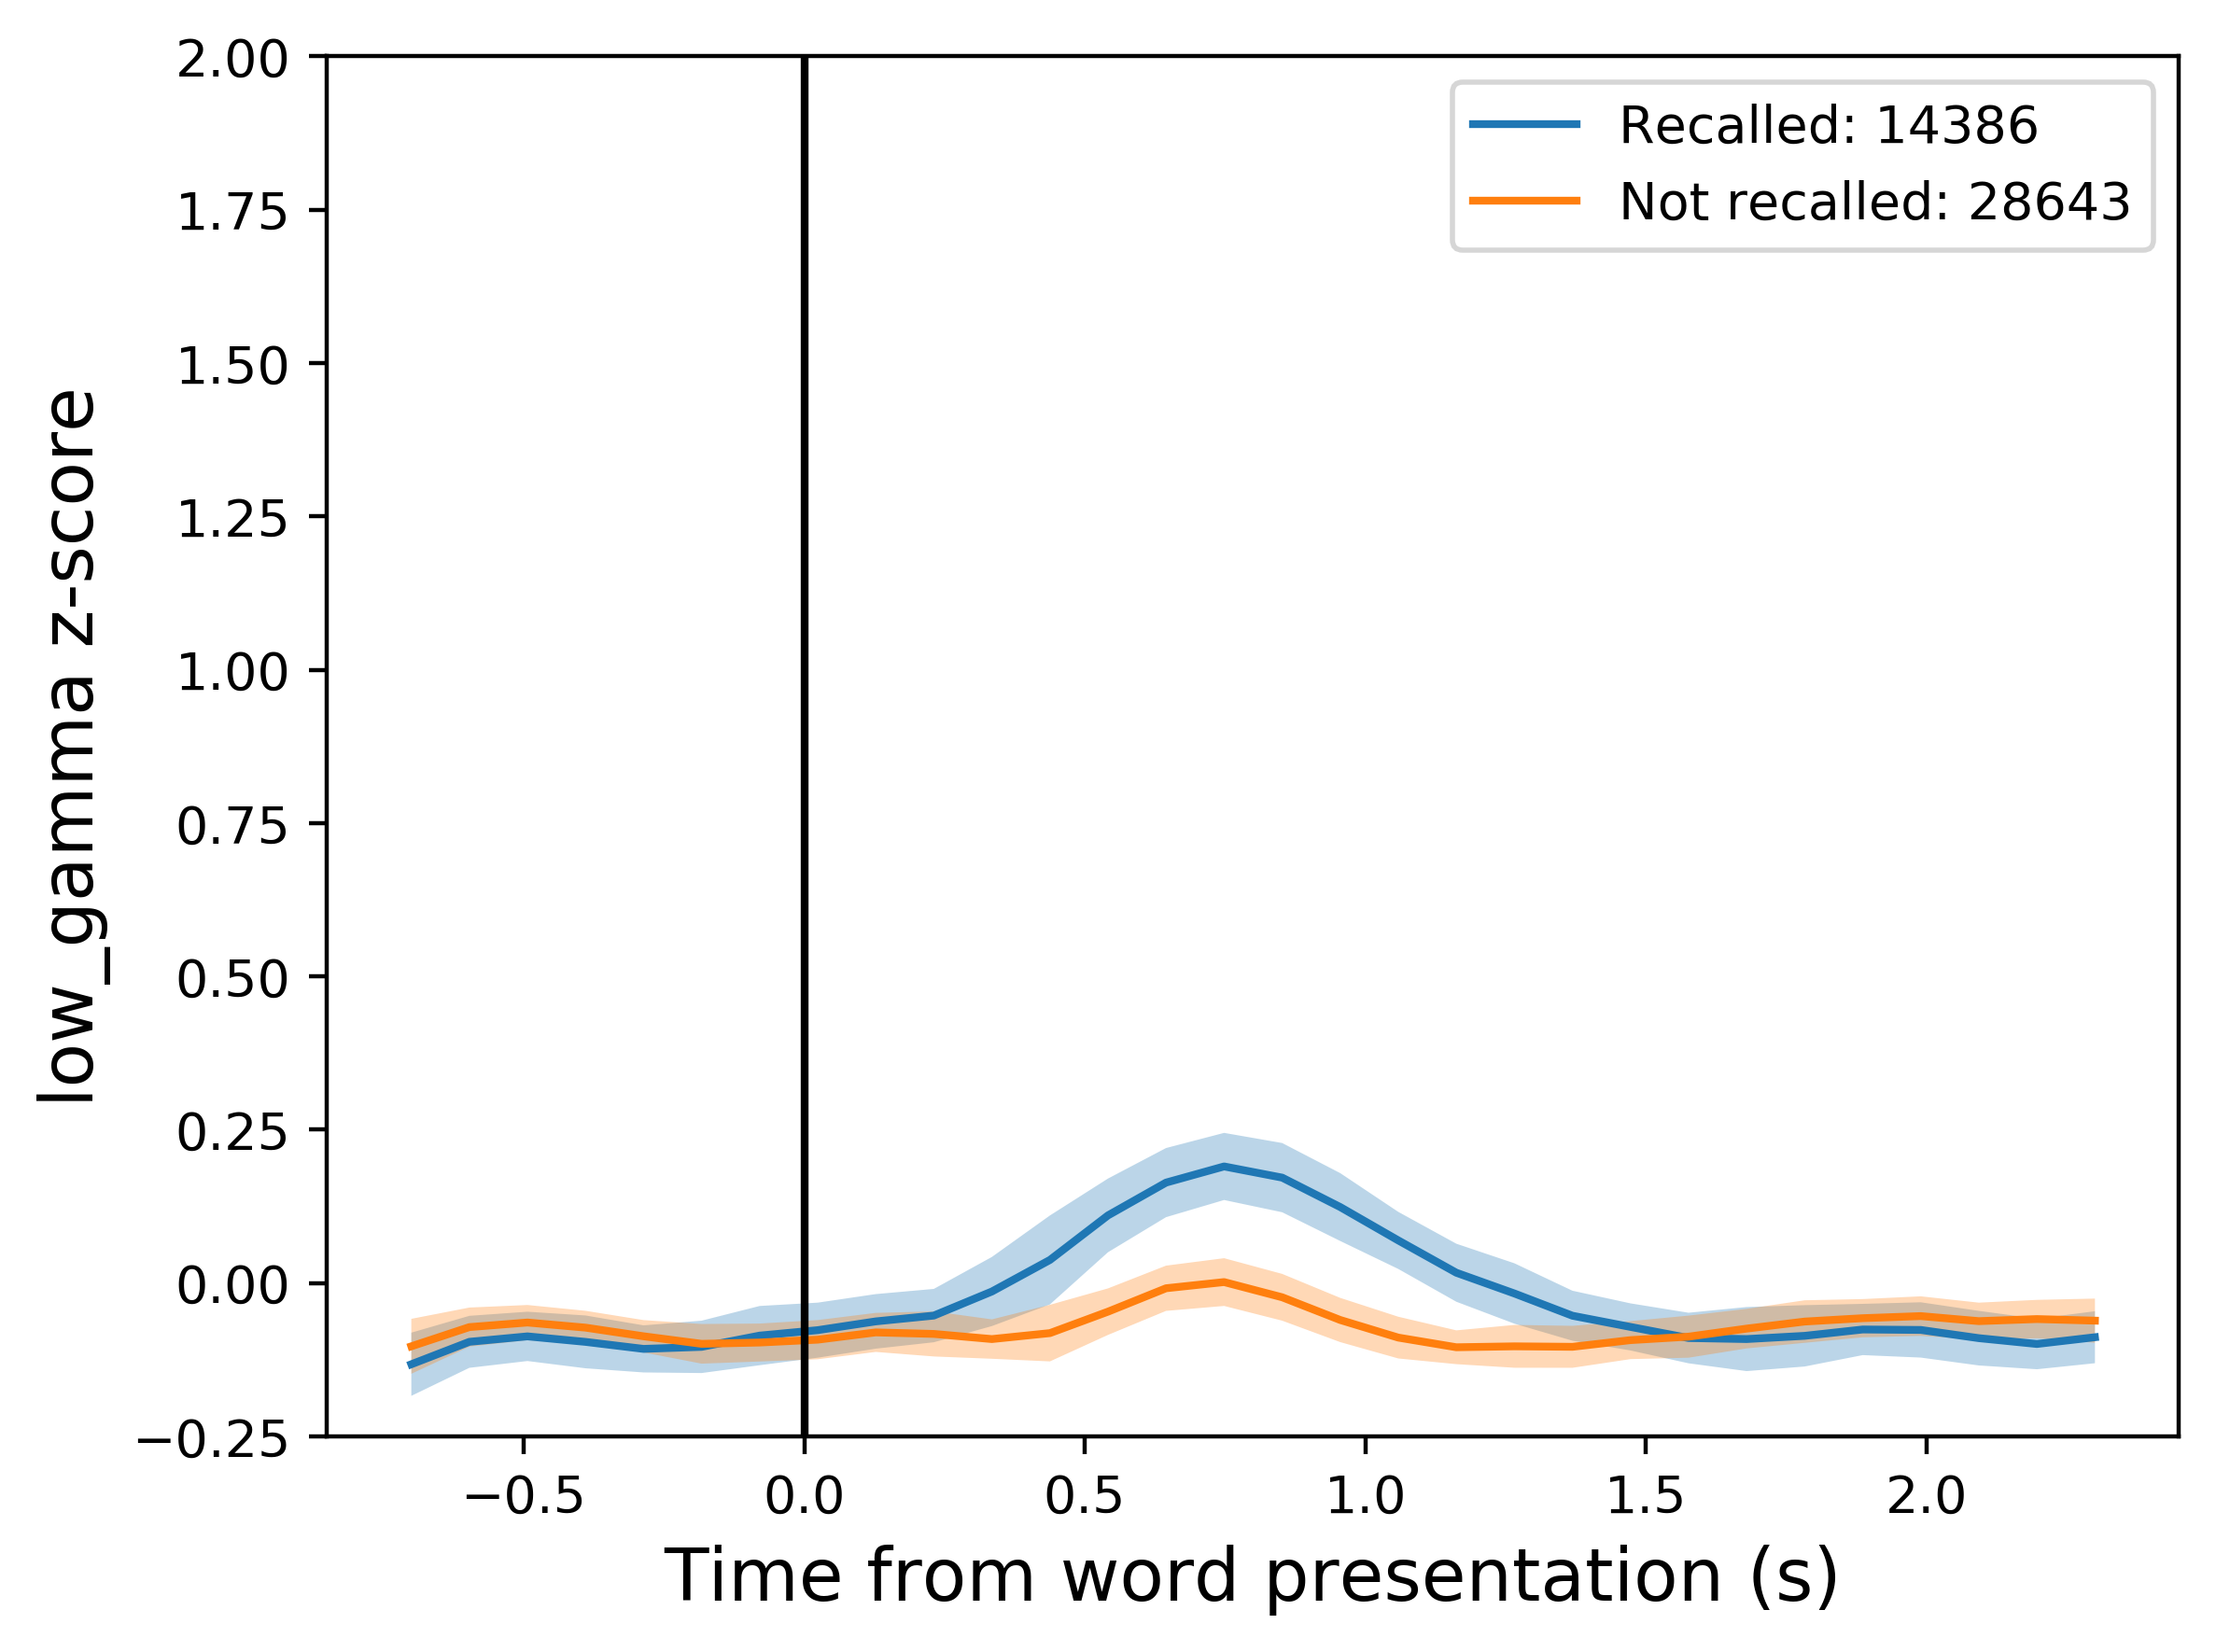 2.00
1.75
1.50
1.25
1.00
0.75
0.50
0.25
0.00
−0.25
low_gamma z-score
Recalled: 14386
Not recalled: 28643
−0.5 0.0 0.5 1.0 1.5 2.0
Time from word presentation (s)